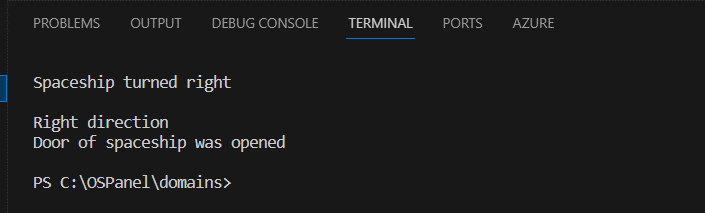 PROBLEMS OUTPUT DEBUG CONSOLE TERMINAL PORTS AZURE
Spaceship turned right
Right direction
Door of spaceship was opened
PS C:\OSPanel\domains>